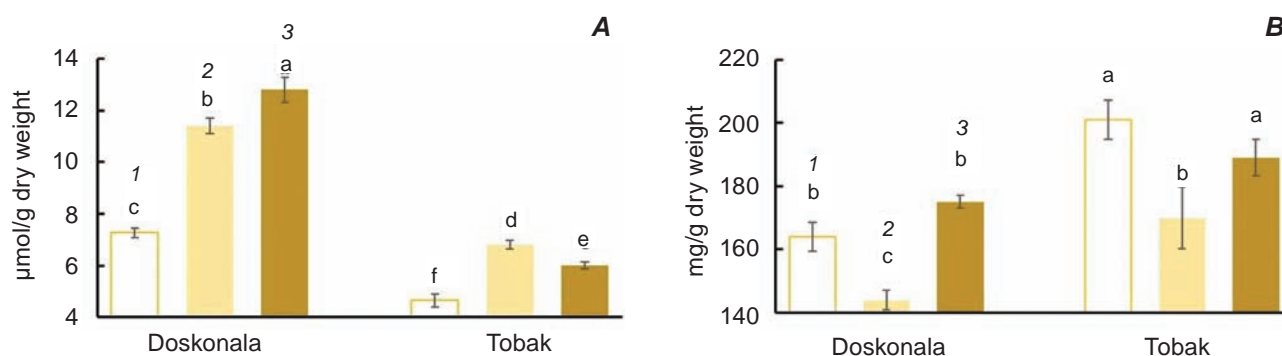 A
μmol/g dry weight
14
12
10
8
6
4
1
c
2
b
3
a
f
d
e
Doskonala
Tobak
B
mg/g dry weight
220
200
180
160
140
1
b
2
c
3
b
a
b
a
Doskonala
Tobak